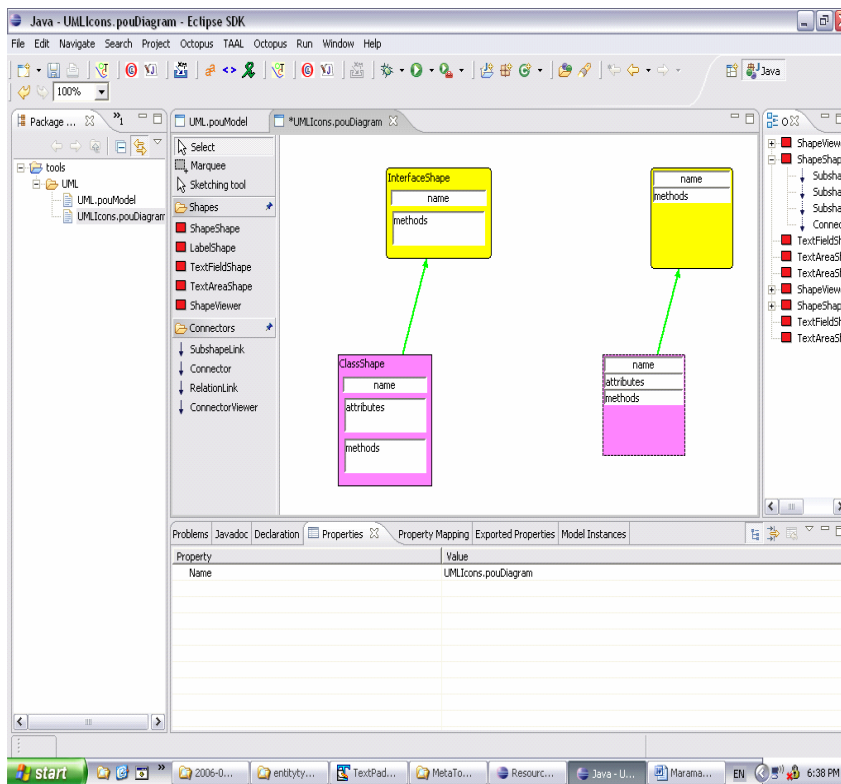 Java - UMLIcons.pouDiagram - Eclipse SDK
File Edit Navigate Search Project Octopus TAAL Octopus Run Window Help
Java
100%
Package ... »1
tools
UML
UML.pouModel
UMLIcons.pouDiagram
UML.pouModel
*UMLIcons.pouDiagram
Select
Marquee
Sketching tool
Shapes
ShapeShape
LabelShape
TextFieldShape
TextAreaShape
ShapeViewer
Connectors
SubshapeLink
Connector
RelationLink
ConnectorViewer
InterfaceShape
name
methods
name
methods
ClassShape
name
attributes
methods
name
attributes
methods
ShapeView
ShapeShap
Subsha
Subsha
Subsha
Connec
TextFieldSh
TextAreaSh
TextAreaSh
ShapeView
ShapeShap
TextFieldSh
TextAreaSh
Problems Javadoc Declaration Properties Property Mapping Exported Properties Model Instances
Property Value
Name UMLIcons.pouDiagram
start » 2006-0... entityty... TextPad... MetaTo... Resourc... Java - U... Marama... EN 6:38 PM